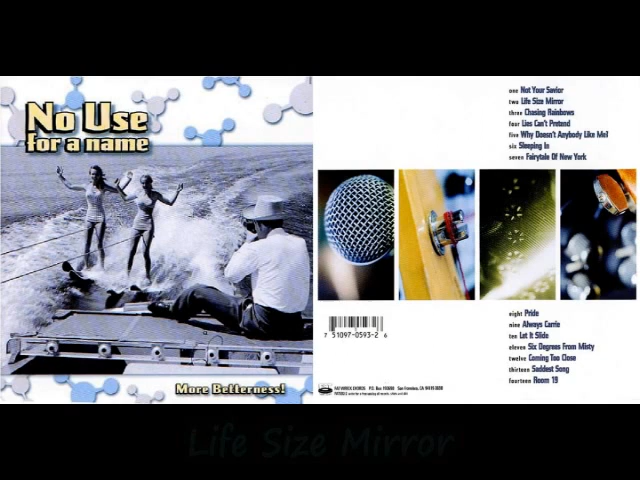 No Use
for a name
More Betterness!
one Not Your Savior
two Life Size Mirror
three Chasing Rainbows
four Lies Can't Pretend
five Why Doesn't Anybody Like Me?
six Sleeping In
seven Fairytale Of New York
7 51097-0593-2 6
eight Pride
nine Always Carrie
ten Let It Slide
eleven Six Degrees From Misty
twelve Coming Too Close
thirteen Saddest Song
fourteen Room 19
Life Size Mirror